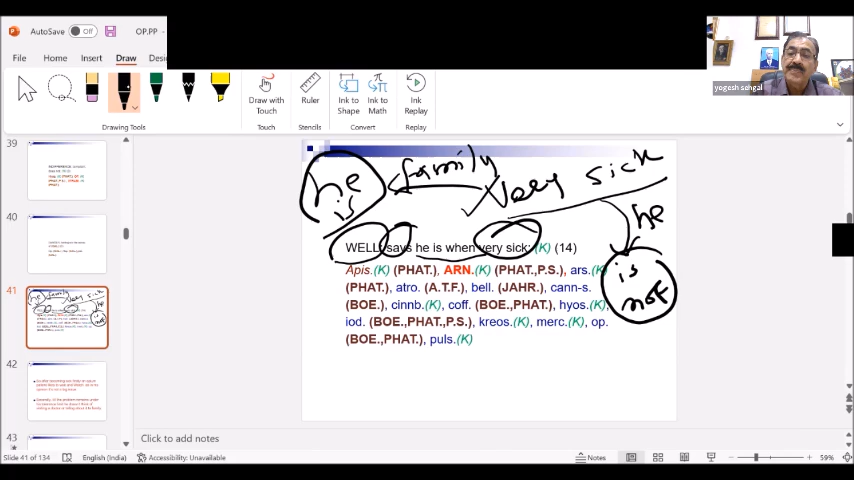 AutoSave Off OP.PP
File Home Insert Draw Desi
Draw with Touch
Ruler
Ink to Shape
Ink to Math
Ink Replay
Drawing Tools Touch Stencils Convert Replay
yogesh sehgal
39
40
41
42
43
he is family very sick he
is not
WELL: says he is when very sick: (K) (14)
Apis.(K) (PHAT.), ARN.(K) (PHAT.,P.S.), ars.(K)
(PHAT.), atro. (A.T.F.), bell. (JAHR.), cann-s.
(BOE.), cinnb.(K), coff. (BOE.,PHAT.), hyos.(K),
iod. (BOE.,PHAT.,P.S.), kreos.(K), merc.(K), op.
(BOE.,PHAT.), puls.(K)
Click to add notes
Slide 41 of 134 English (India) Accessibility: Unavailable Notes 59%